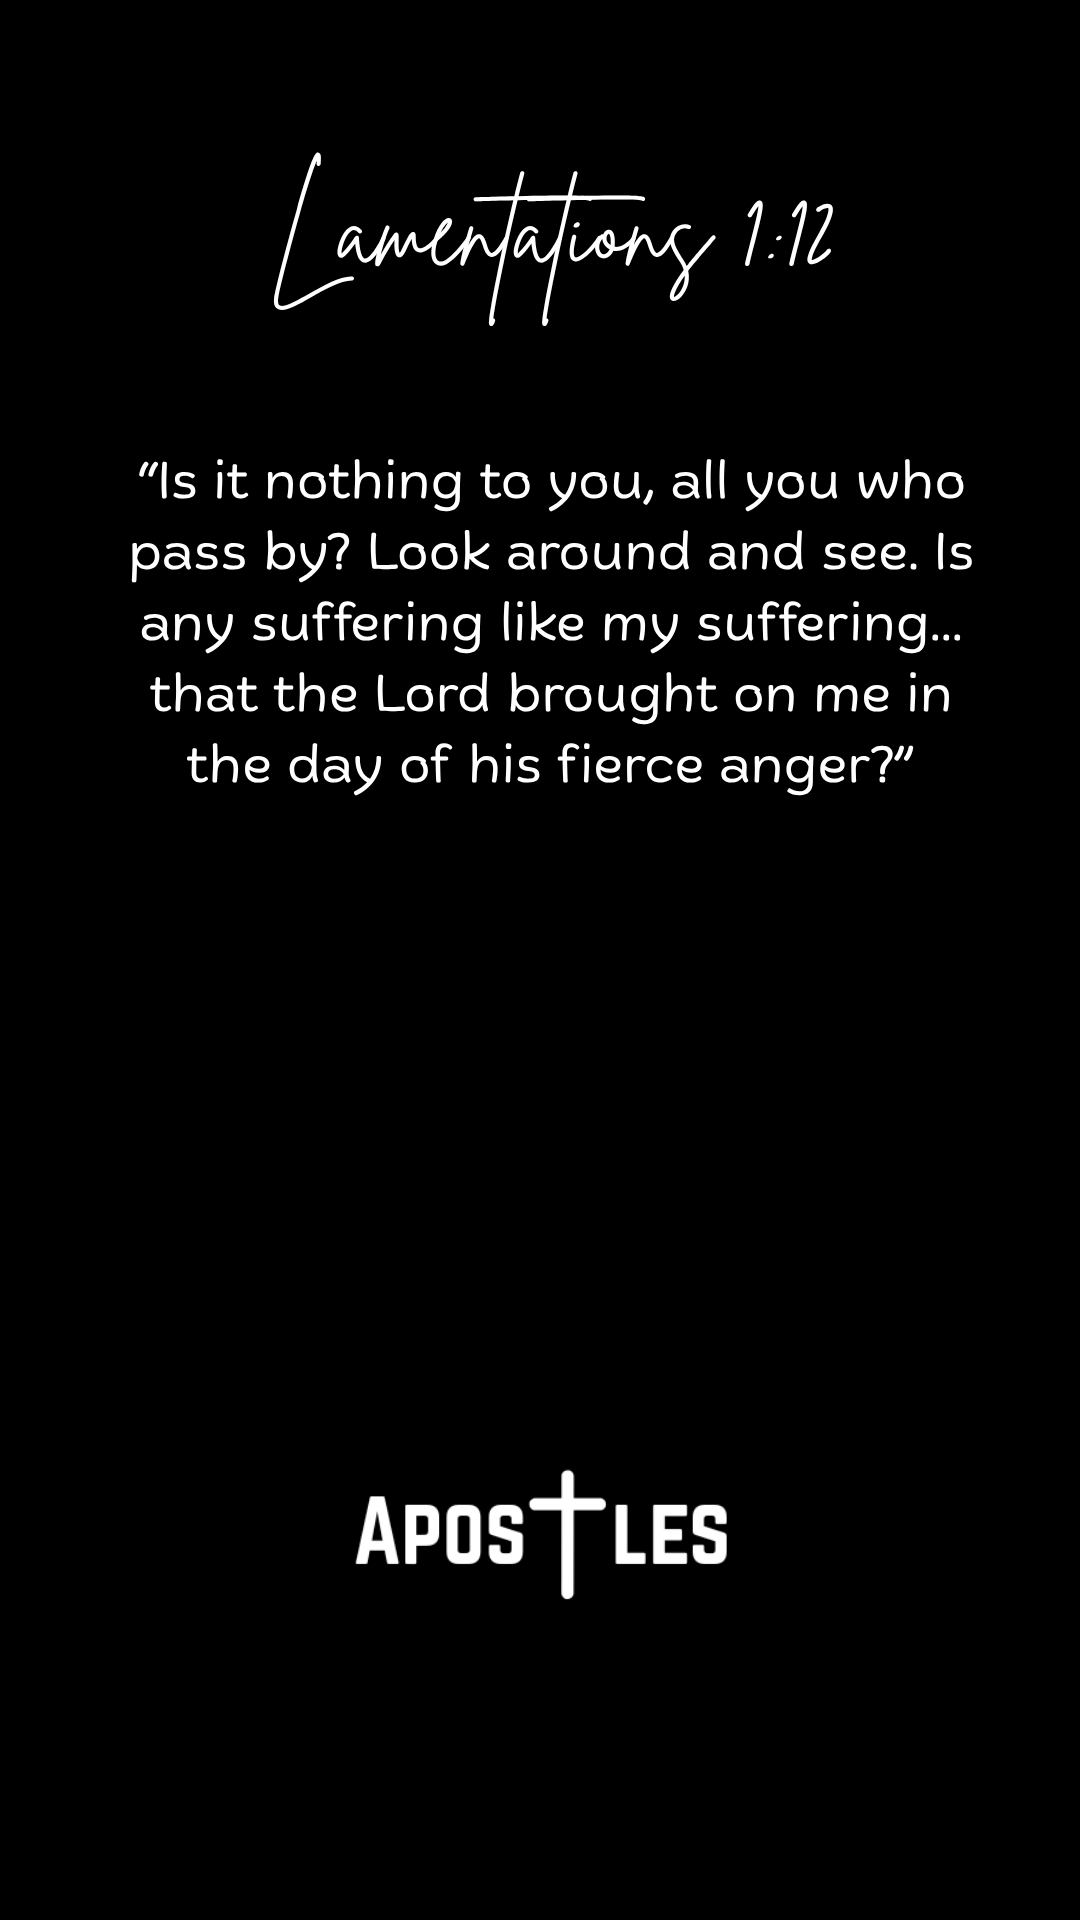 Lamentations 1:12
“Is it nothing to you, all you who
pass by? Look around and see. Is
any suffering like my suffering...
that the Lord brought on me in
the day of his fierce anger?”
APOSTLES